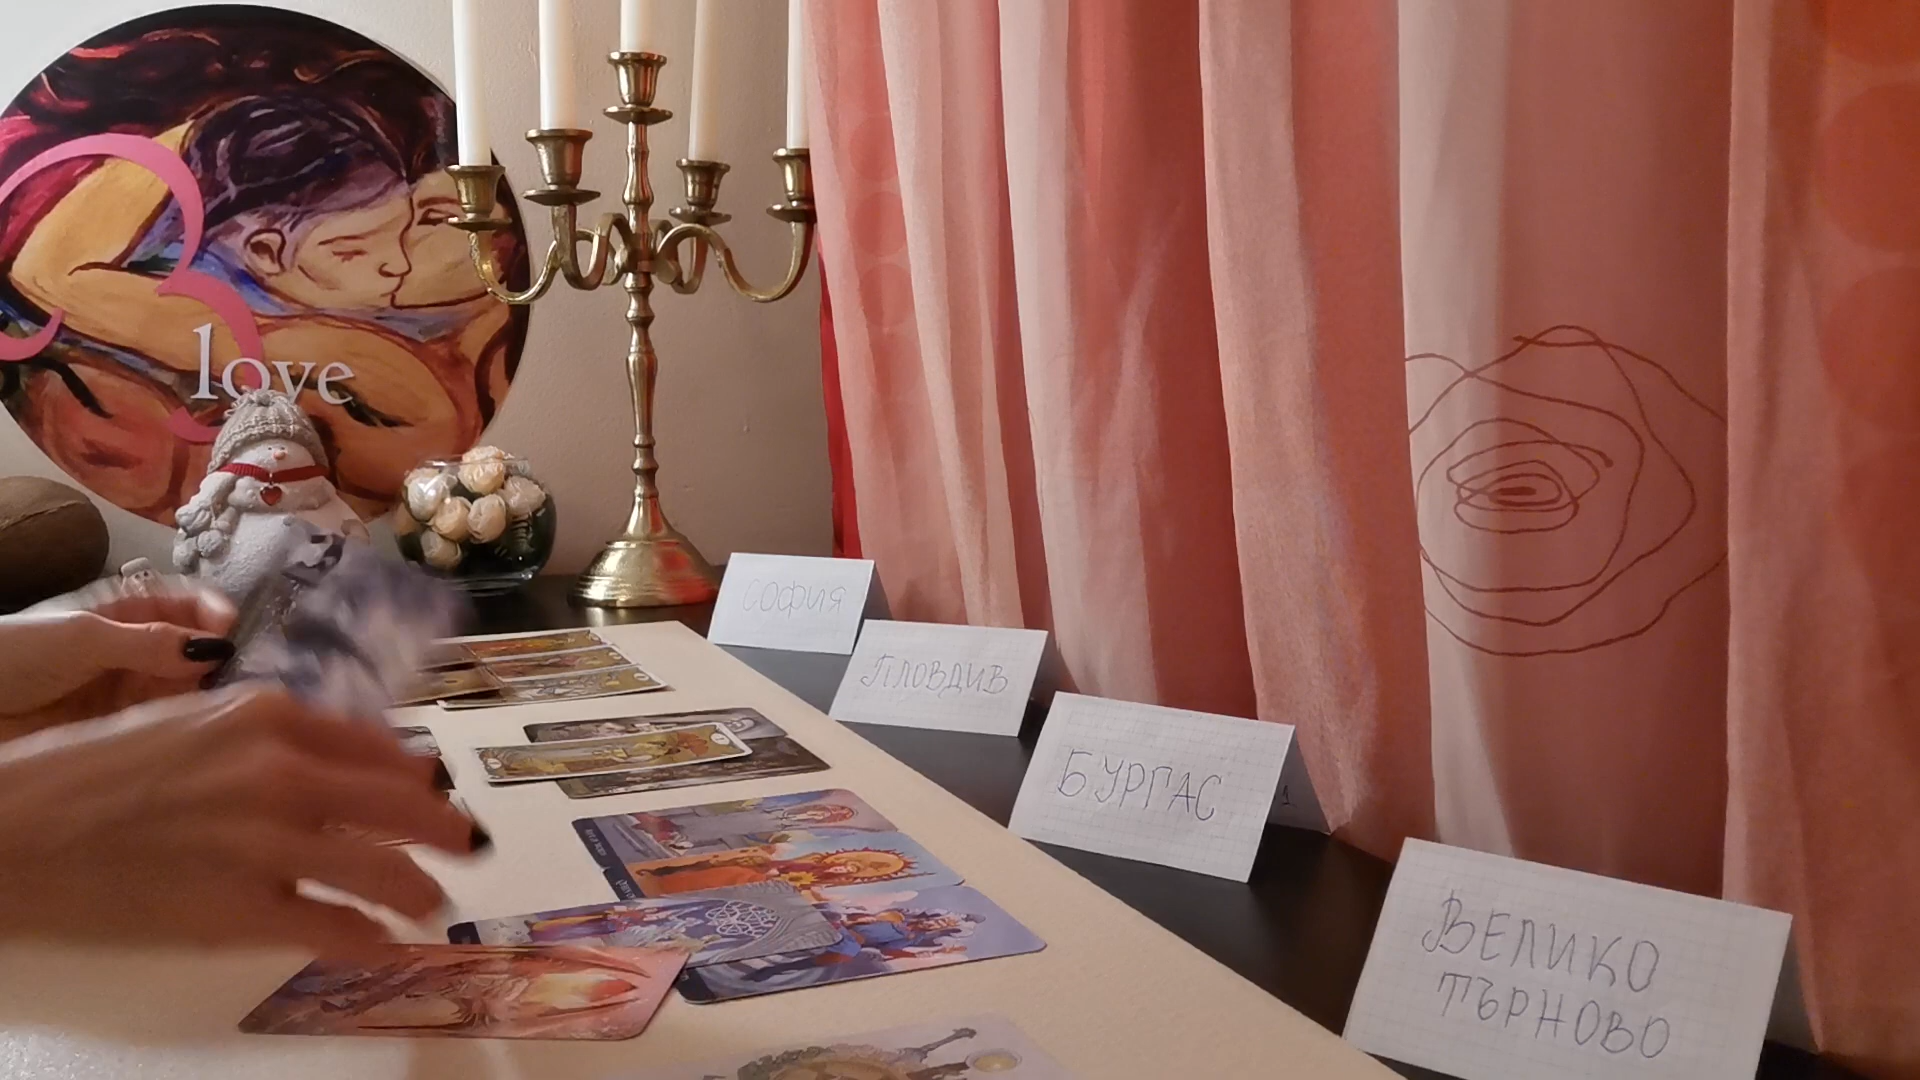 love
СОФИЯ
ПЛОВДИВ
БУРГАС
ВЕЛИКО
ТЪРНОВО